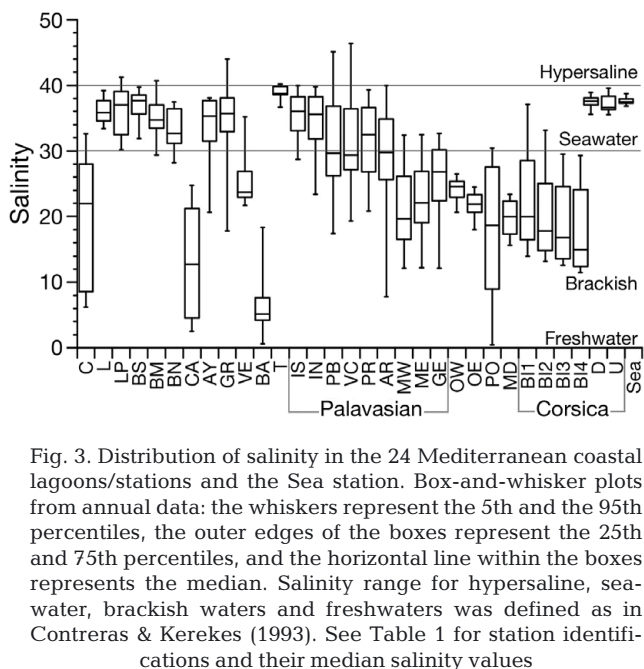 50
40
30
20
10
0
Salinity
Hypersaline
Seawater
Brackish
Freshwater
C L LP BS BM BN CA AY GR VE BA T IS IN PB VC PR AR MW ME GE OW OE PO MD BI1 BI2 BI3 BI4 D U Sea
Palavasian Corsica
Fig. 3. Distribution of salinity in the 24 Mediterranean coastal
lagoons/stations and the Sea station. Box-and-whisker plots
from annual data: the whiskers represent the 5th and the 95th
percentiles, the outer edges of the boxes represent the 25th
and 75th percentiles, and the horizontal line within the boxes
represents the median. Salinity range for hypersaline, sea-
water, brackish waters and freshwaters was defined as in
Contreras & Kerekes (1993). See Table 1 for station identifi-
cations and their median salinity values